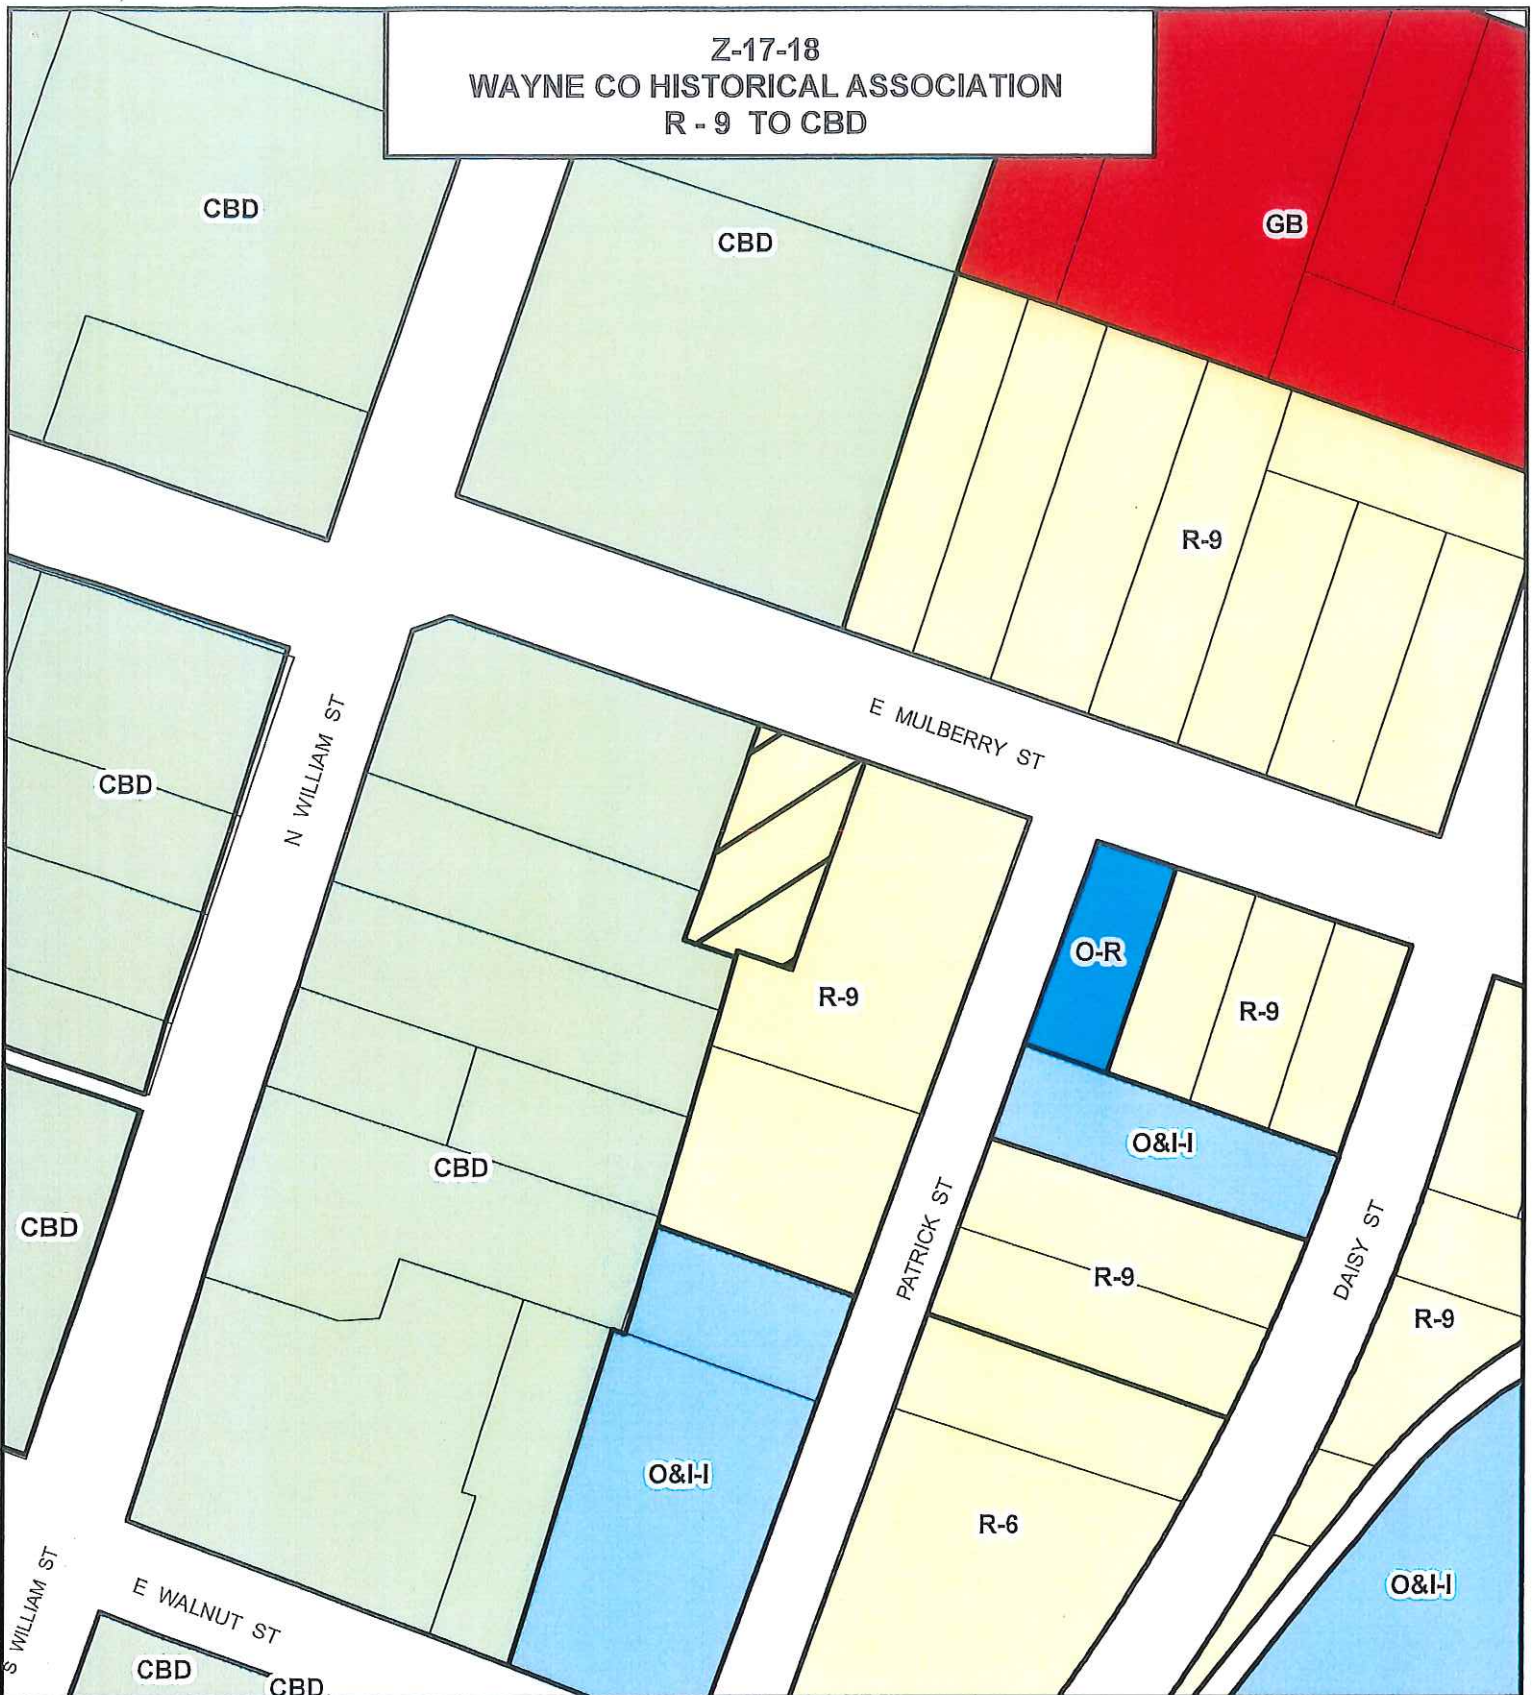 Z-17-18
WAYNE CO HISTORICAL ASSOCIATION
R - 9 TO CBD
CBD
CBD
GB
R-9
E MULBERRY ST
N WILLIAM ST
CBD
O-R
R-9
R-9
O&I-I
CBD
CBD
PATRICK ST
DAISY ST
R-9
R-9
O&I-I
R-6
O&I-I
S WILLIAM ST
E WALNUT ST
CBD
CBD